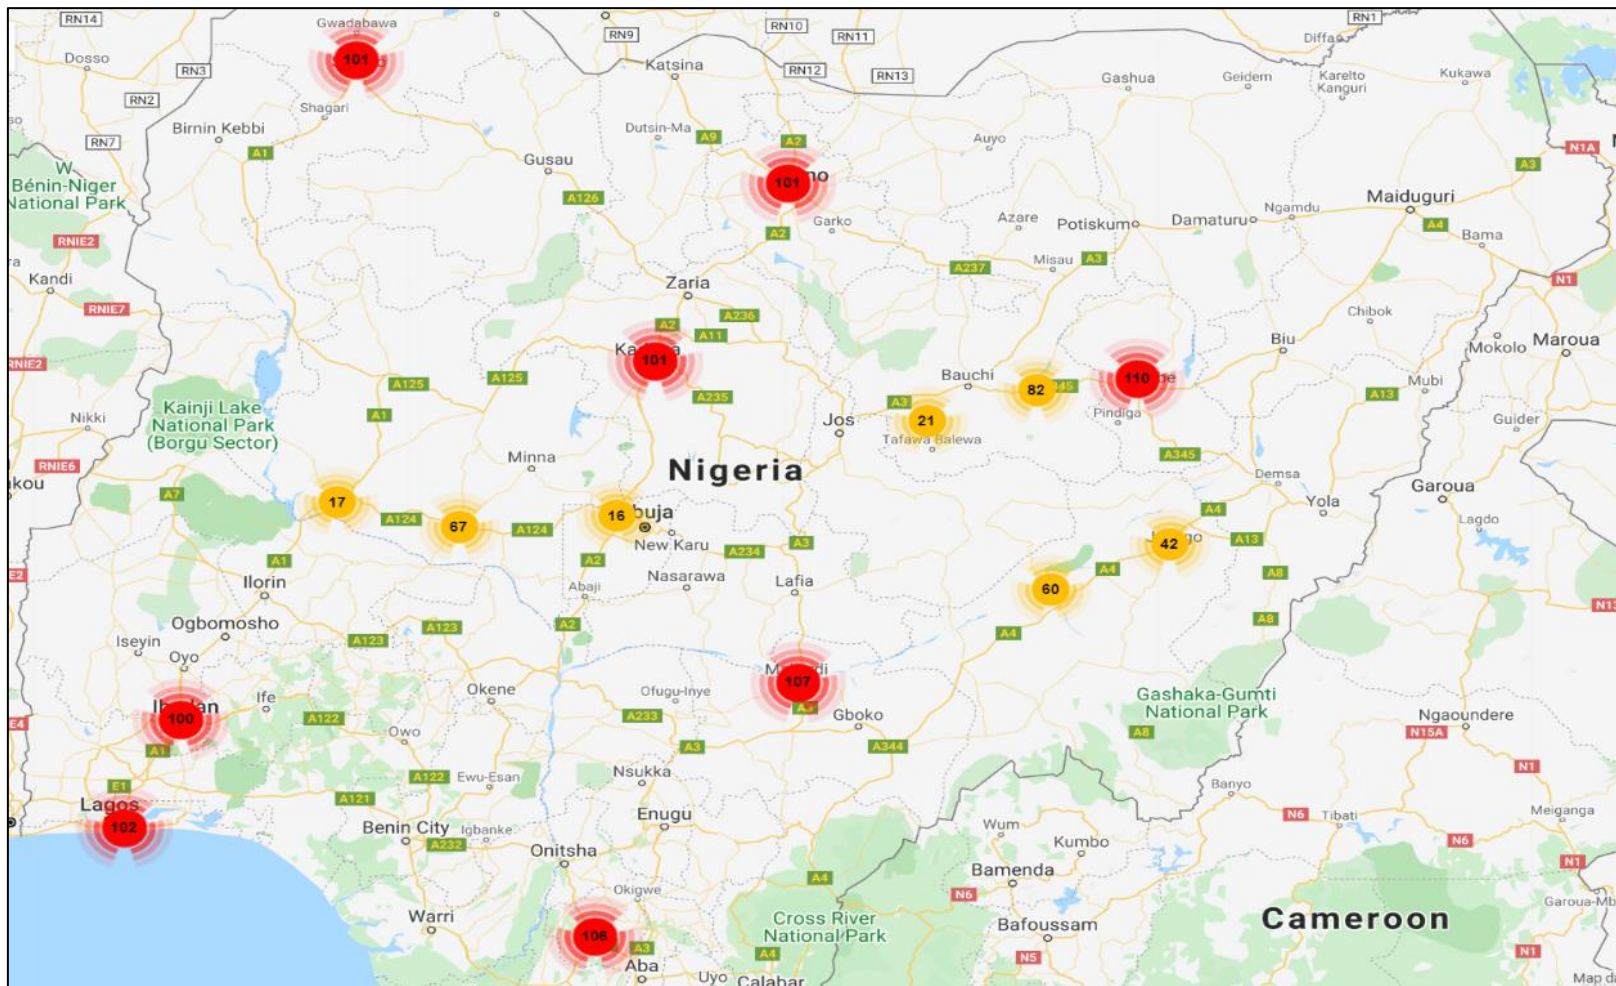 RN14
Gwadabawa
RN9
RN10
RN11
RN1
Diffa
Dosso
RN3
101
Katsina
RN12
RN13
Gashua
Geidem
Karelto
Kanguri
Kukawa
RN2
Shagari
RN7
Birnin Kebbi
A1
Dutsin-Ma
A9
A2
Auyo
N1A
A3
W
Bénin-Niger
National Park
Gusau
A126
101
Garko
Azare
Potiskum
Damaturu
Ngamdu
Maiduguri
A4
Bama
RNIE2
A2
A237
Misau
A3
Kandi
Zaria
N1
RNIE7
A2
A236
A11
Chibok
Biu
Mokolo
Maroua
RNIE2
101
A125
A125
Bauchi
82
110
A13
Mubi
Kainji Lake
National Park
(Borgu Sector)
Nikki
A1
A235
Jos
A3
21
Tafawa Balewa
Pindiga
Guider
RNIE6
Minna
Nigeria
A345
Demsa
Garoua
A7
17
A124
67
A124
16
A4
Yola
Lagdo
New Karu
A234
A3
42
A13
A1
Ilorin
A2
Abaji
Nasarawa
Lafia
60
A4
A8
Ogbomosho
A123
A123
A2
A4
A8
Iseyin
Oyo
107
Okene
Ofugu-Inye
Gashaka-Gumti
National Park
100
Ife
A122
A233
Gboko
Ngaoundere
A1
Owo
A3
A344
A8
N15A
E1
A122
Ewu-Esan
Nsukka
Banyo
N1
Lagos
102
A121
Benin City
Igbanke
A232
Enugu
Wum
Kumbo
N6
Tibati
Meiganga
N6
Onitsha
Bamenda
N1
Okigwe
A4
N6
Warri
106
A3
Cross River
National Park
Bafoussam
Cameroon
Aba
Uyo
A4
Calabar
N5
N1